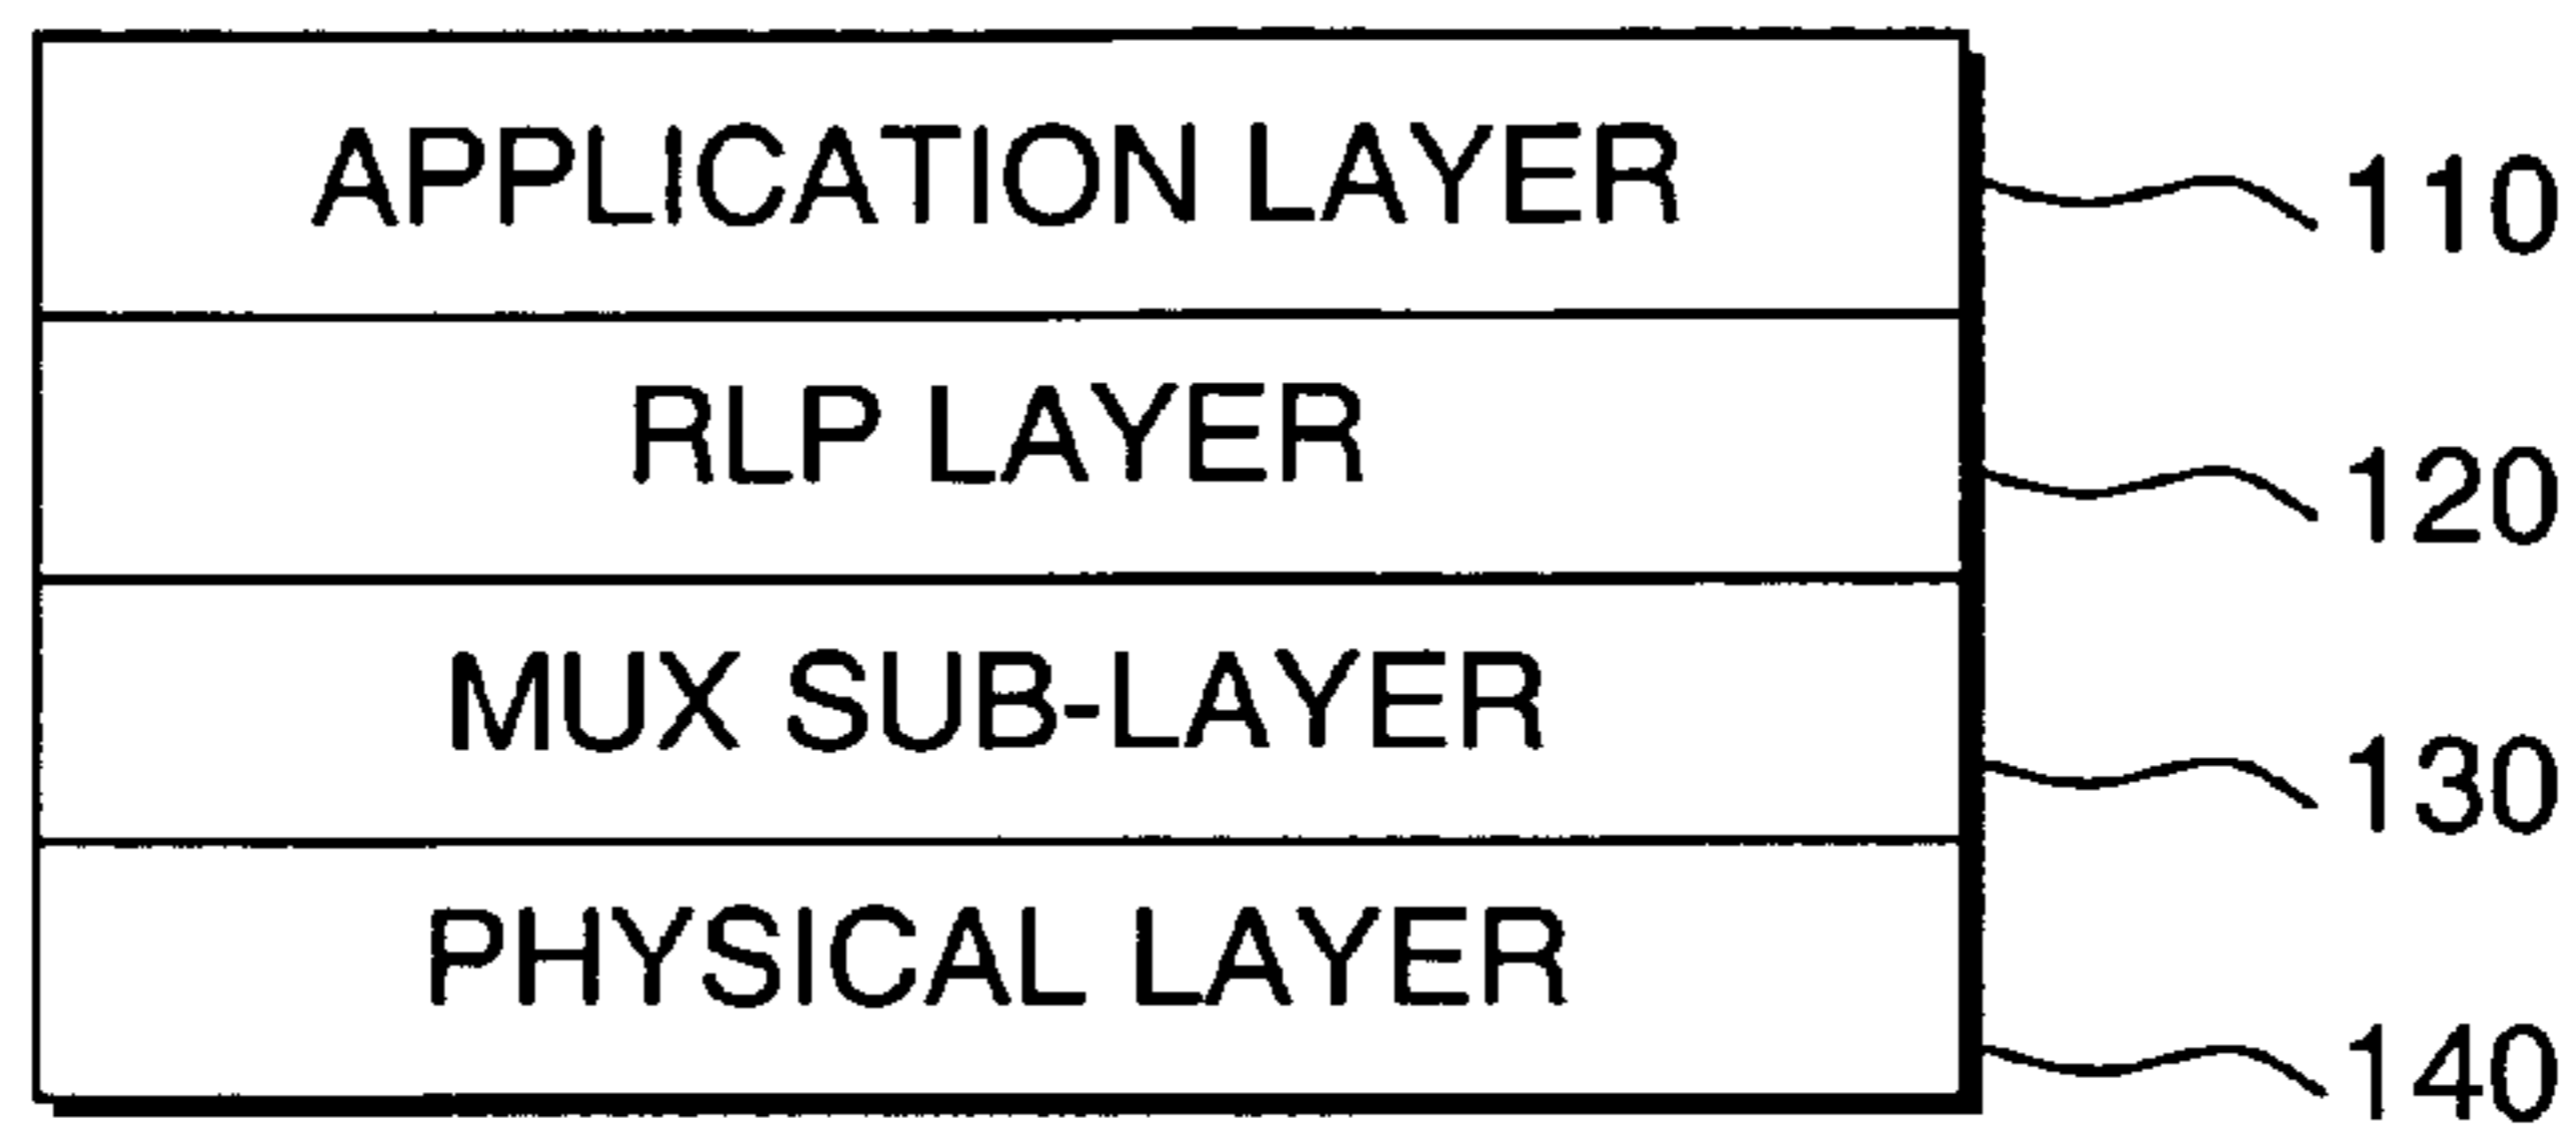 APPLICATION LAYER 110
RLP LAYER 120
MUX SUB-LAYER 130
PHYSICAL LAYER 140